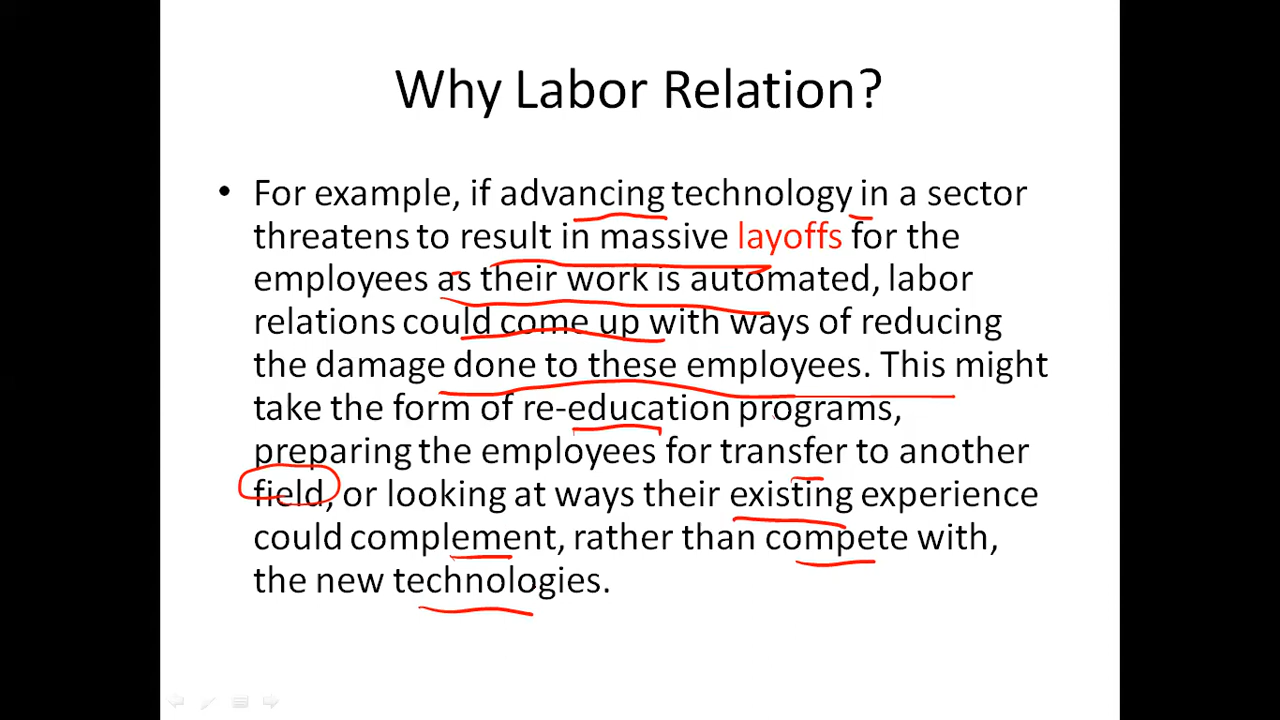 Why Labor Relation?
• For example, if advancing technology in a sector
threatens to result in massive layoffs for the
employees as their work is automated, labor
relations could come up with ways of reducing
the damage done to these employees. This might
take the form of re-education programs,
preparing the employees for transfer to another
field, or looking at ways their existing experience
could complement, rather than compete with,
the new technologies.